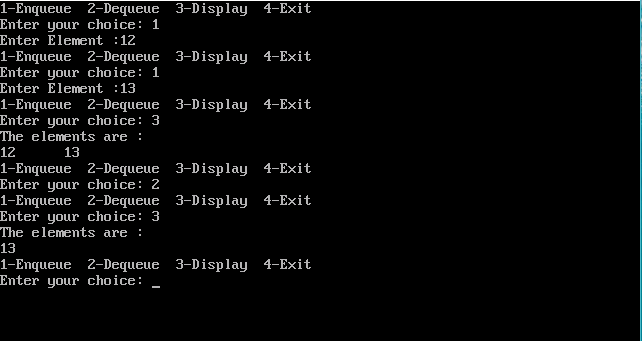 1-Enqueue  2-Dequeue  3-Display  4-Exit
Enter your choice: 1
Enter Element :12
1-Enqueue  2-Dequeue  3-Display  4-Exit
Enter your choice: 1
Enter Element :13
1-Enqueue  2-Dequeue  3-Display  4-Exit
Enter your choice: 3
The elements are :
12      13
1-Enqueue  2-Dequeue  3-Display  4-Exit
Enter your choice: 2
1-Enqueue  2-Dequeue  3-Display  4-Exit
Enter your choice: 3
The elements are :
13
1-Enqueue  2-Dequeue  3-Display  4-Exit
Enter your choice: _